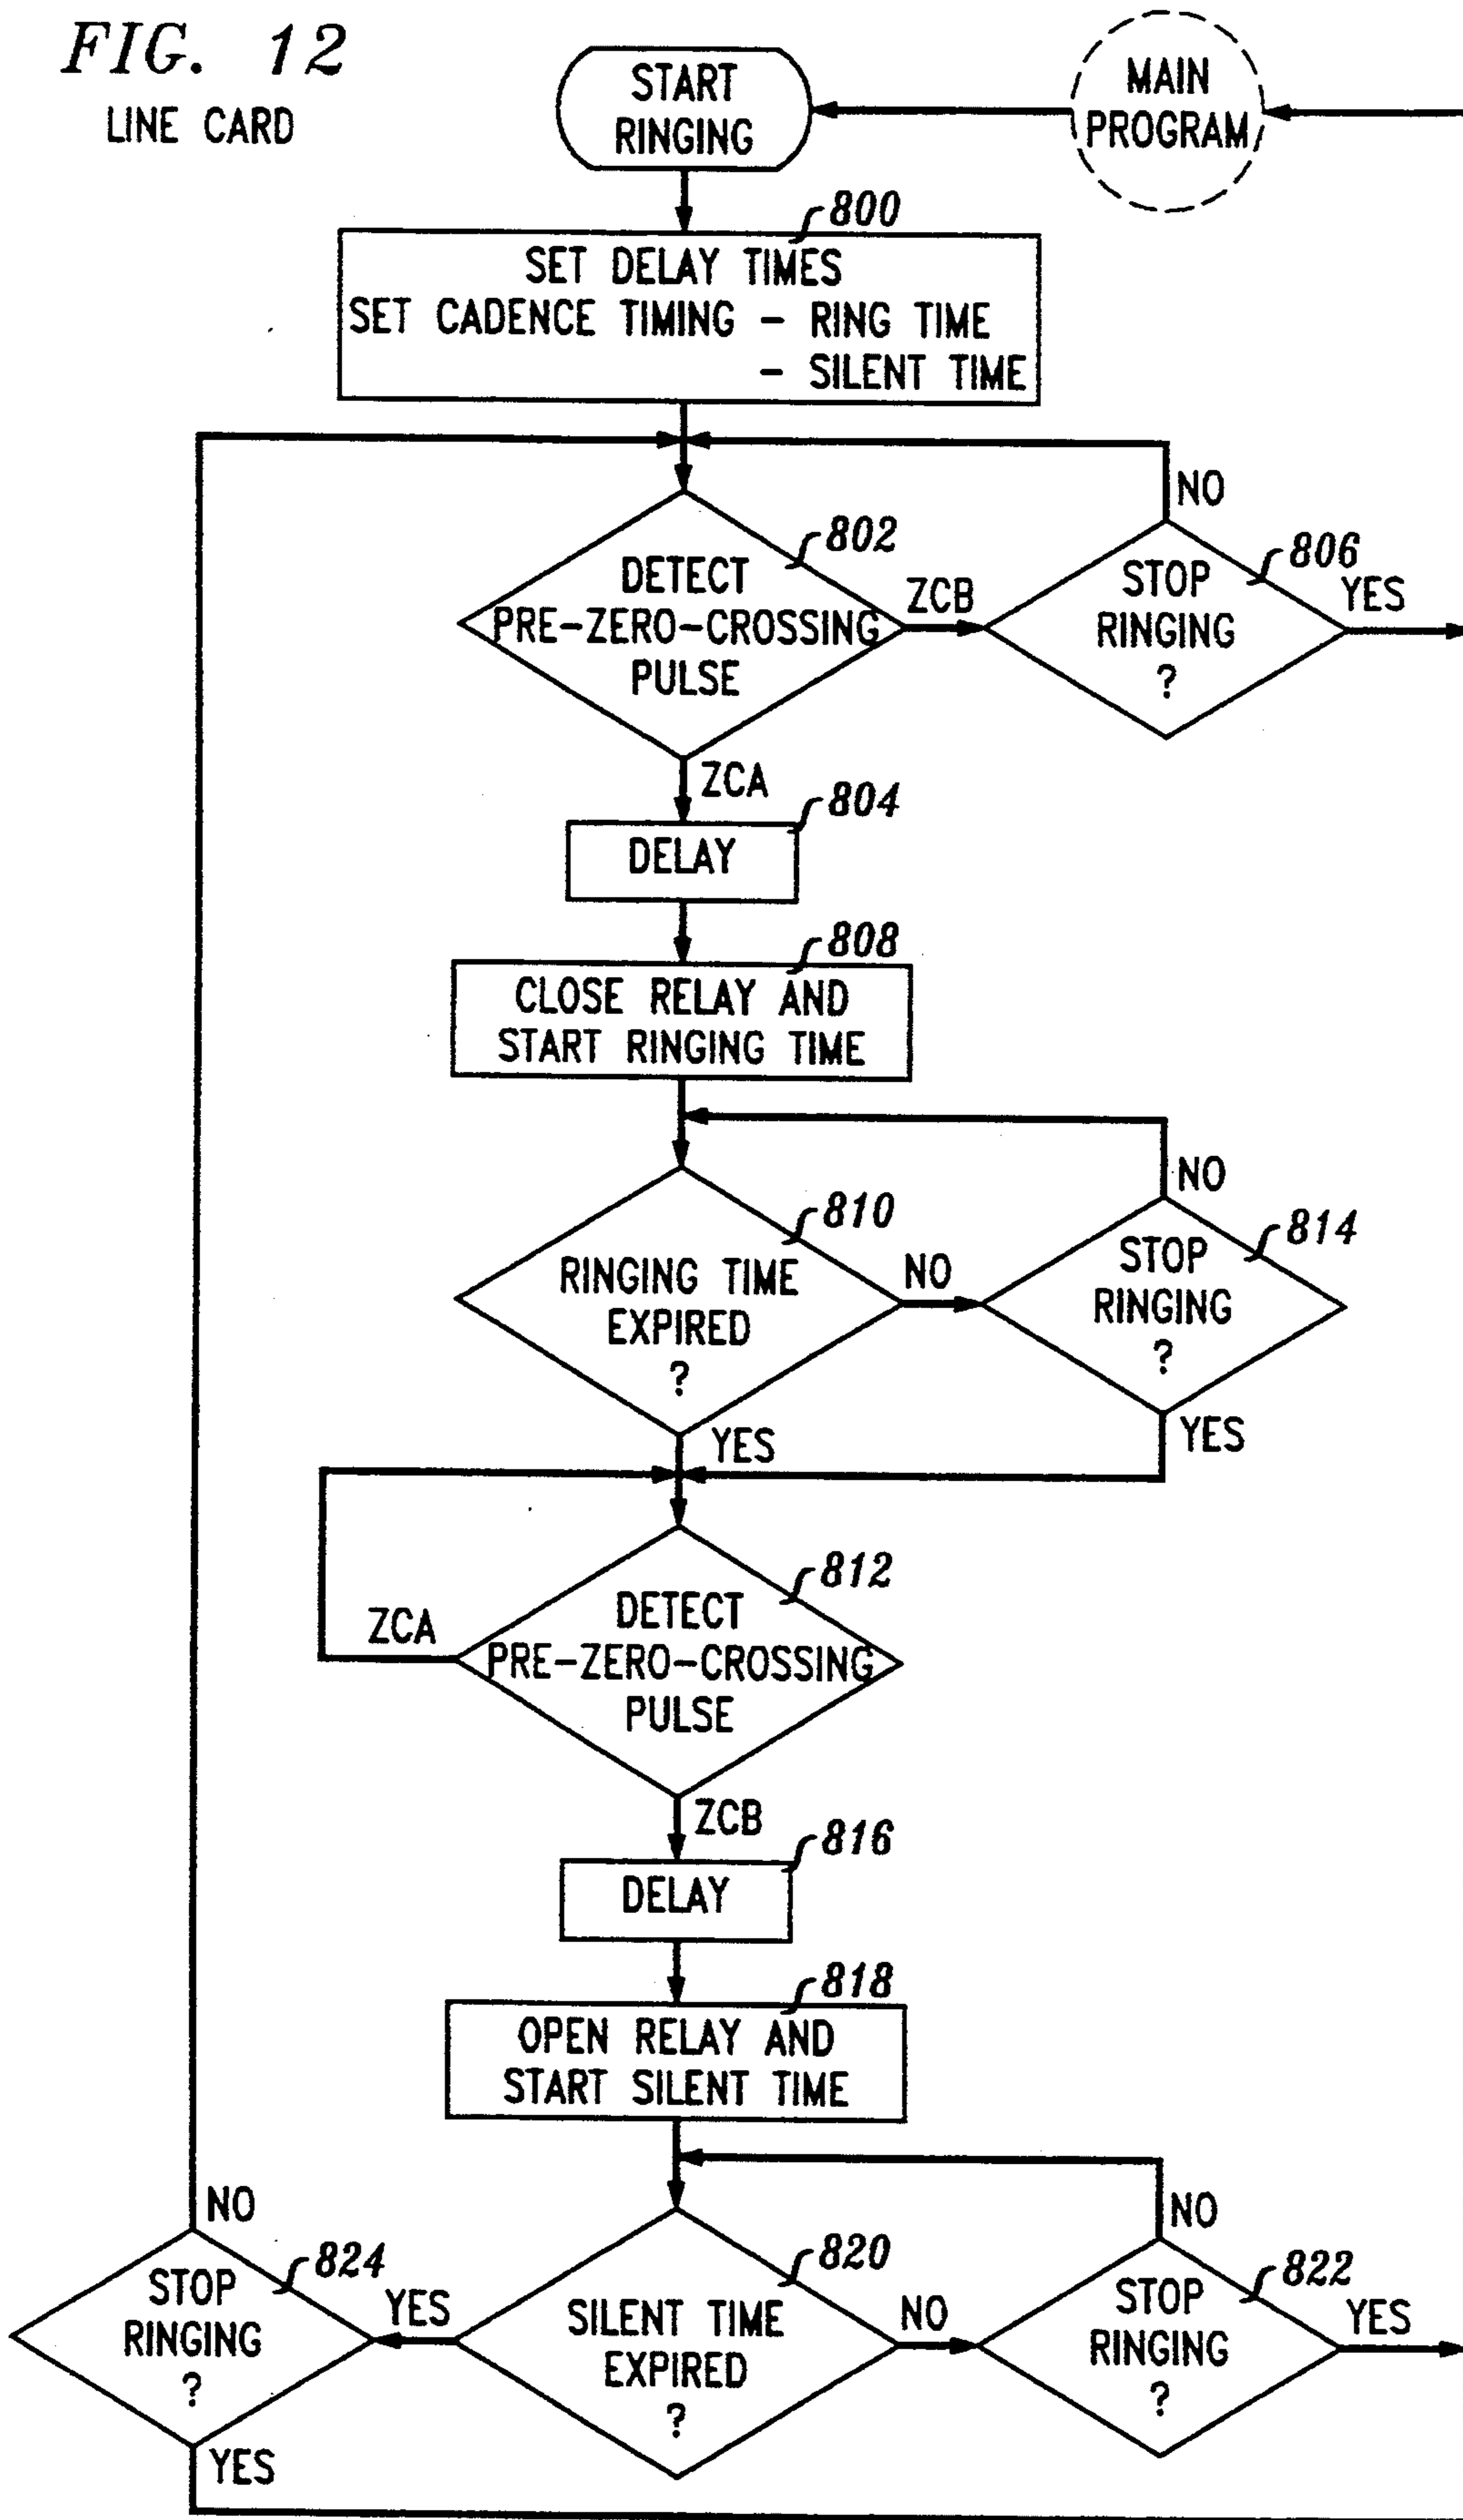 FIG. 12
LINE CARD
START
RINGING
MAIN
PROGRAM
800
SET DELAY TIMES
SET CADENCE TIMING - RING TIME
- SILENT TIME
NO
802
DETECT
PRE-ZERO-CROSSING
PULSE
ZCB
806
STOP
RINGING
?
YES
ZCA
804
DELAY
808
CLOSE RELAY AND
START RINGING TIME
NO
810
RINGING TIME
EXPIRED
?
NO
814
STOP
RINGING
?
YES
YES
812
DETECT
PRE-ZERO-CROSSING
PULSE
ZCA
ZCB
816
DELAY
818
OPEN RELAY AND
START SILENT TIME
NO
NO
824
STOP
RINGING
?
YES
820
SILENT TIME
EXPIRED
?
NO
822
STOP
RINGING
?
YES
YES